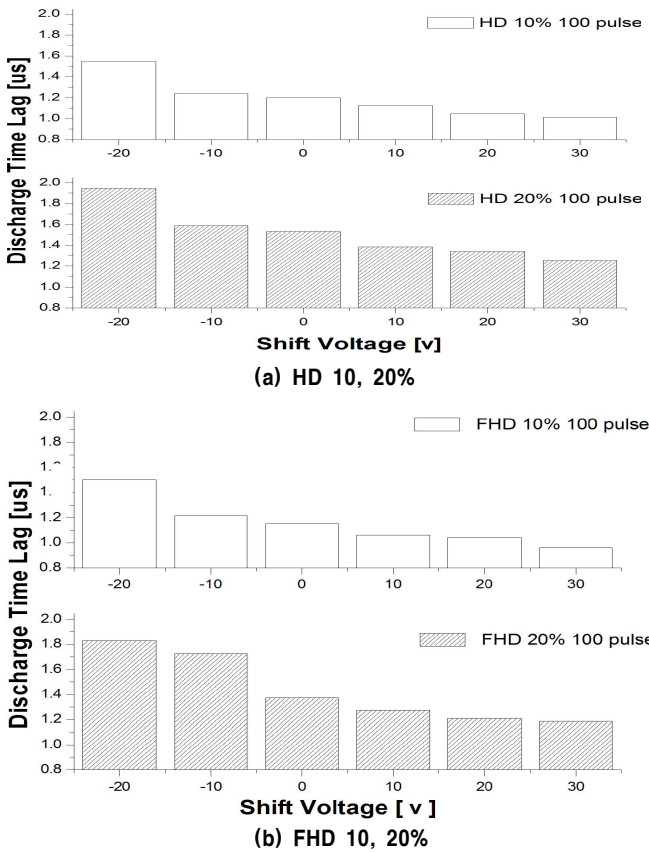 Discharge Time Lag [us]
2.0
1.8
1.6
1.4
1.2
1.0
0.8
HD 10% 100 pulse
-20 -10 0 10 20 30
2.0
1.8
1.6
1.4
1.2
1.0
0.8
HD 20% 100 pulse
-20 -10 0 10 20 30
Shift Voltage [v]
(a) HD 10, 20%
Discharge Time Lag [us]
2.0
1.8
1.
1.
1.2
1.0
0.8
FHD 10% 100 pulse
-20 -10 0 10 20 30
2.0
1.8
1.6
1.4
1.2
1.0
0.8
FHD 20% 100 pulse
-20 -10 0 10 20 30
Shift Voltage [ v ]
(b) FHD 10, 20%